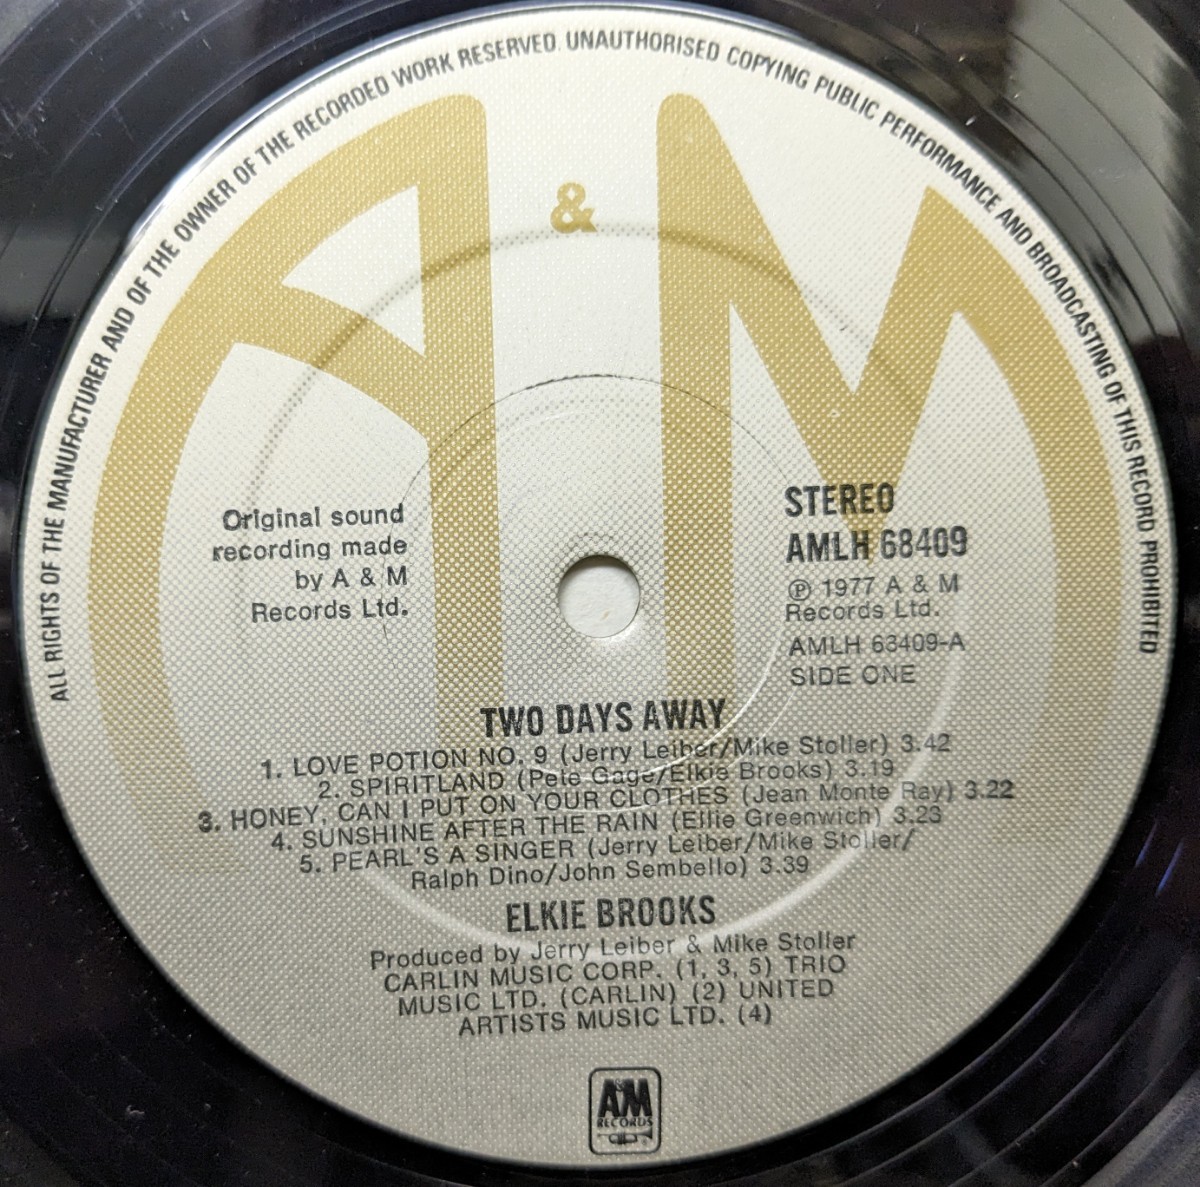 ALL RIGHTS OF THE MANUFACTURER AND OF THE OWNER OF THE RECORDED WORK RESERVED. UNAUTHORISED COPYING PUBLIC PERFORMANCE AND BROADCASTING OF THIS RECORD PROHIBITED
A & M
Original sound
recording made
by A & M
Records Ltd.
STEREO
AMLH 68409
℗ 1977 A & M
Records Ltd.
AMLH 63409-A
SIDE ONE
TWO DAYS AWAY
1. LOVE POTION NO. 9 (Jerry Leiber/Mike Stoller) 3.42
2. SPIRITLAND (Pete Gage/Elkie Brooks) 3.19
3. HONEY, CAN I PUT ON YOUR CLOTHES (Jean Monte Ray) 3.22
4. SUNSHINE AFTER THE RAIN (Ellie Greenwich) 3.23
5. PEARL'S A SINGER (Jerry Leiber/Mike Stoller/
Ralph Dino/John Sembello) 3.39
ELKIE BROOKS
Produced by Jerry Leiber & Mike Stoller
CARLIN MUSIC CORP. (1, 3, 5) TRIO
MUSIC LTD. (CARLIN) (2) UNITED
ARTISTS MUSIC LTD. (4)
A&M
RECORDS